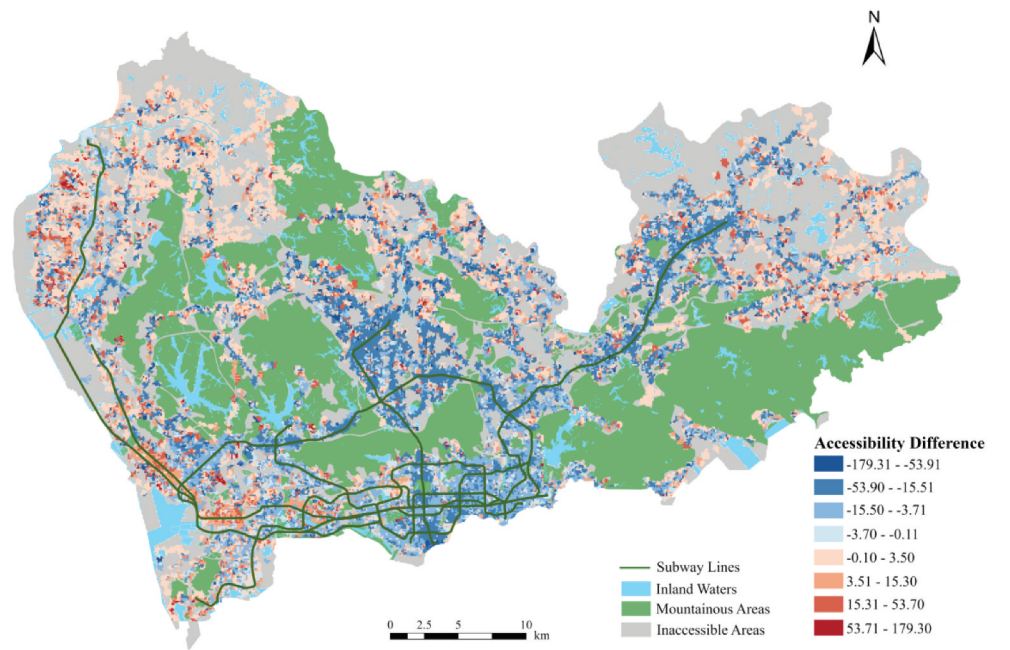 N
Accessibility Difference
-179.31 - -53.91
-53.90 - -15.51
-15.50 - -3.71
-3.70 - -0.11
-0.10 - 3.50
3.51 - 15.30
15.31 - 53.70
53.71 - 179.30
Subway Lines
Inland Waters
Mountainous Areas
Inaccessible Areas
0 2.5 5 10
km